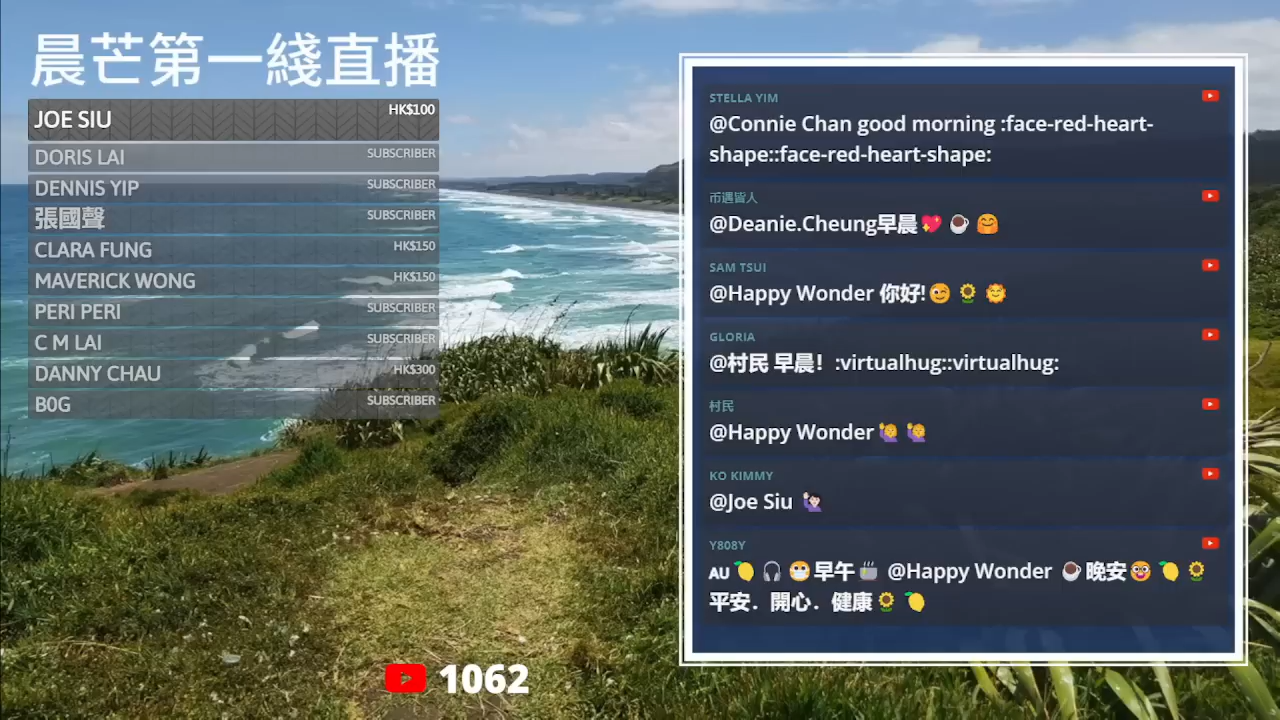 晨芒第一綫直播
JOE SIU HK$100
DORIS LAI SUBSCRIBER
DENNIS YIP SUBSCRIBER
張國聲 SUBSCRIBER
CLARA FUNG HK$150
MAVERICK WONG HK$150
PERI PERI SUBSCRIBER
C M LAI SUBSCRIBER
DANNY CHAU HK$300
B0G SUBSCRIBER
STELLA YIM
@Connie Chan good morning :face-red-heart-
shape::face-red-heart-shape:
币遇皆人
@Deanie.Cheung早晨💖 ☕ 🤗
SAM TSUI
@Happy Wonder 你好!😊 🌻 🌞
GLORIA
@村民 早晨！:virtualhug::virtualhug:
村民
@Happy Wonder🙋 🙋
KO KIMMY
@Joe Siu 🙋🏻‍♀️
Y808Y
AU🍋 🎧 😷早午🍵 @Happy Wonder ☕晚安🤡 🍋 🌻
平安．開心．健康🌻 🍋
1062